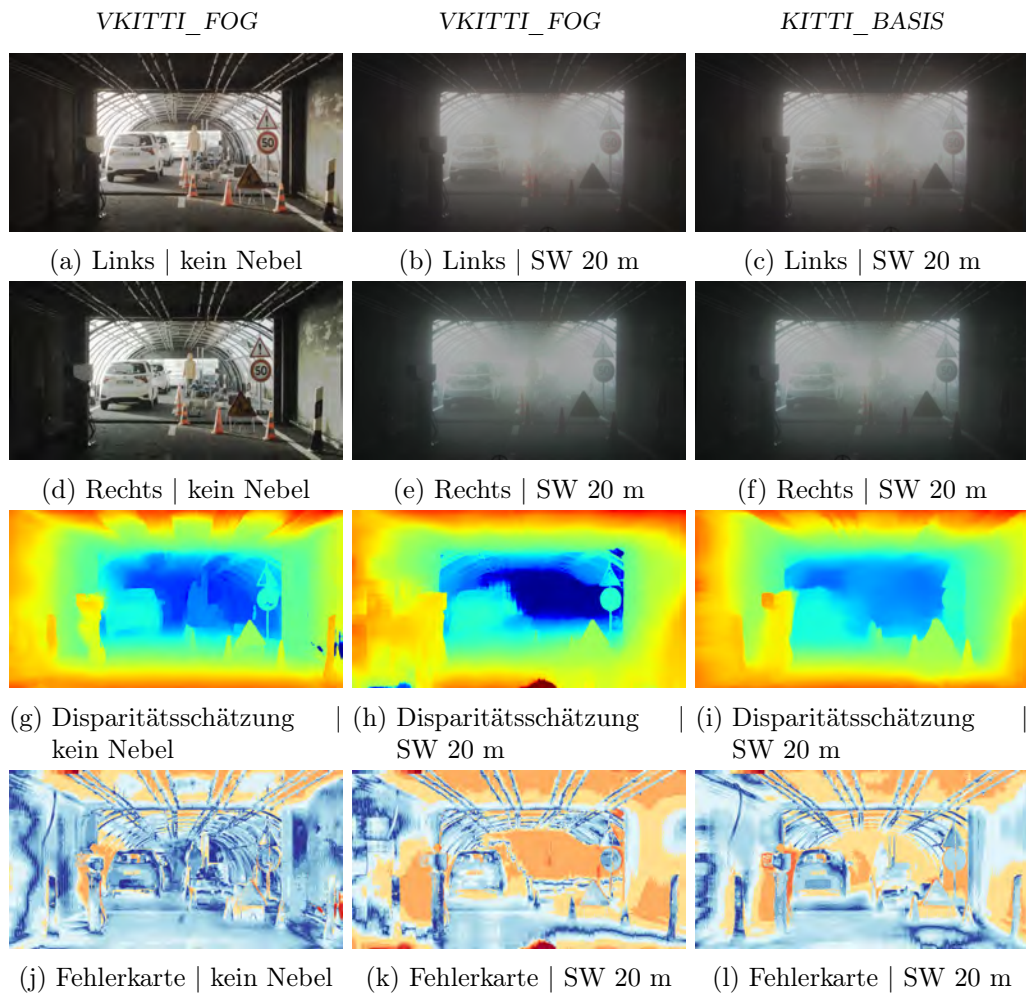 VKITTI_FOG VKITTI_FOG KITTI_BASIS
50
(a) Links | kein Nebel (b) Links | SW 20 m (c) Links | SW 20 m
50
(d) Rechts | kein Nebel (e) Rechts | SW 20 m (f) Rechts | SW 20 m
(g) Disparitätsschätzung | (h) Disparitätsschätzung | (i) Disparitätsschätzung |
kein Nebel SW 20 m SW 20 m
(j) Fehlerkarte | kein Nebel (k) Fehlerkarte | SW 20 m (l) Fehlerkarte | SW 20 m